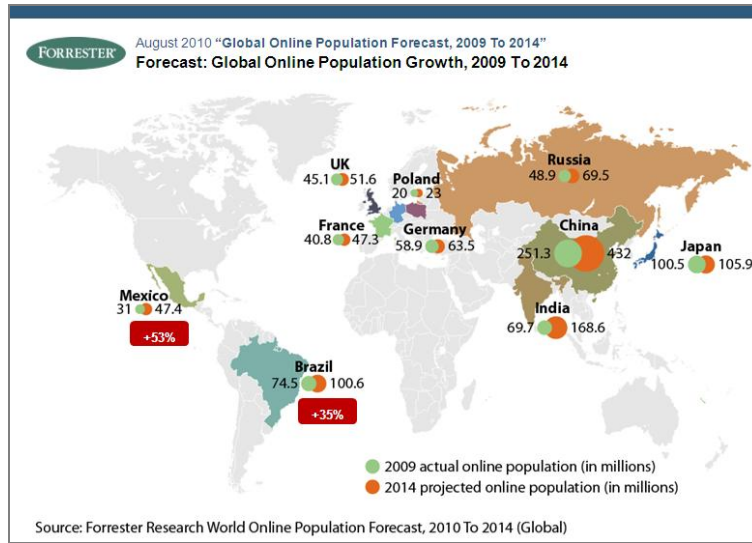 FORRESTER
August 2010 “Global Online Population Forecast, 2009 To 2014”
Forecast: Global Online Population Growth, 2009 To 2014
UK
45.1 51.6
Poland
20 23
Russia
48.9 69.5
France
40.8 47.3
Germany
58.9 63.5
China
251.3 432
Japan
100.5 105.9
Mexico
31 47.4
+53%
India
69.7 168.6
Brazil
74.5 100.6
+35%
2009 actual online population (in millions)
2014 projected online population (in millions)
Source: Forrester Research World Online Population Forecast, 2010 To 2014 (Global)